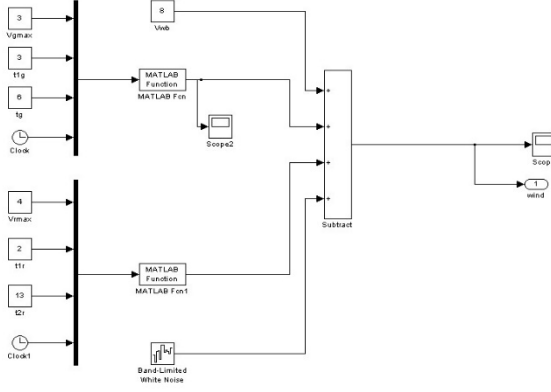 3
Vgmax
3
t1g
6
tg
Clock
8
Vwb
MATLAB
Function
MATLAB Fcn
Scope2
4
Vrmax
2
t1r
13
t2r
Clock1
MATLAB
Function
MATLAB Fcn1
Band-Limited
White Noise
+
+
+
+
Subtract
Scop
1
wind